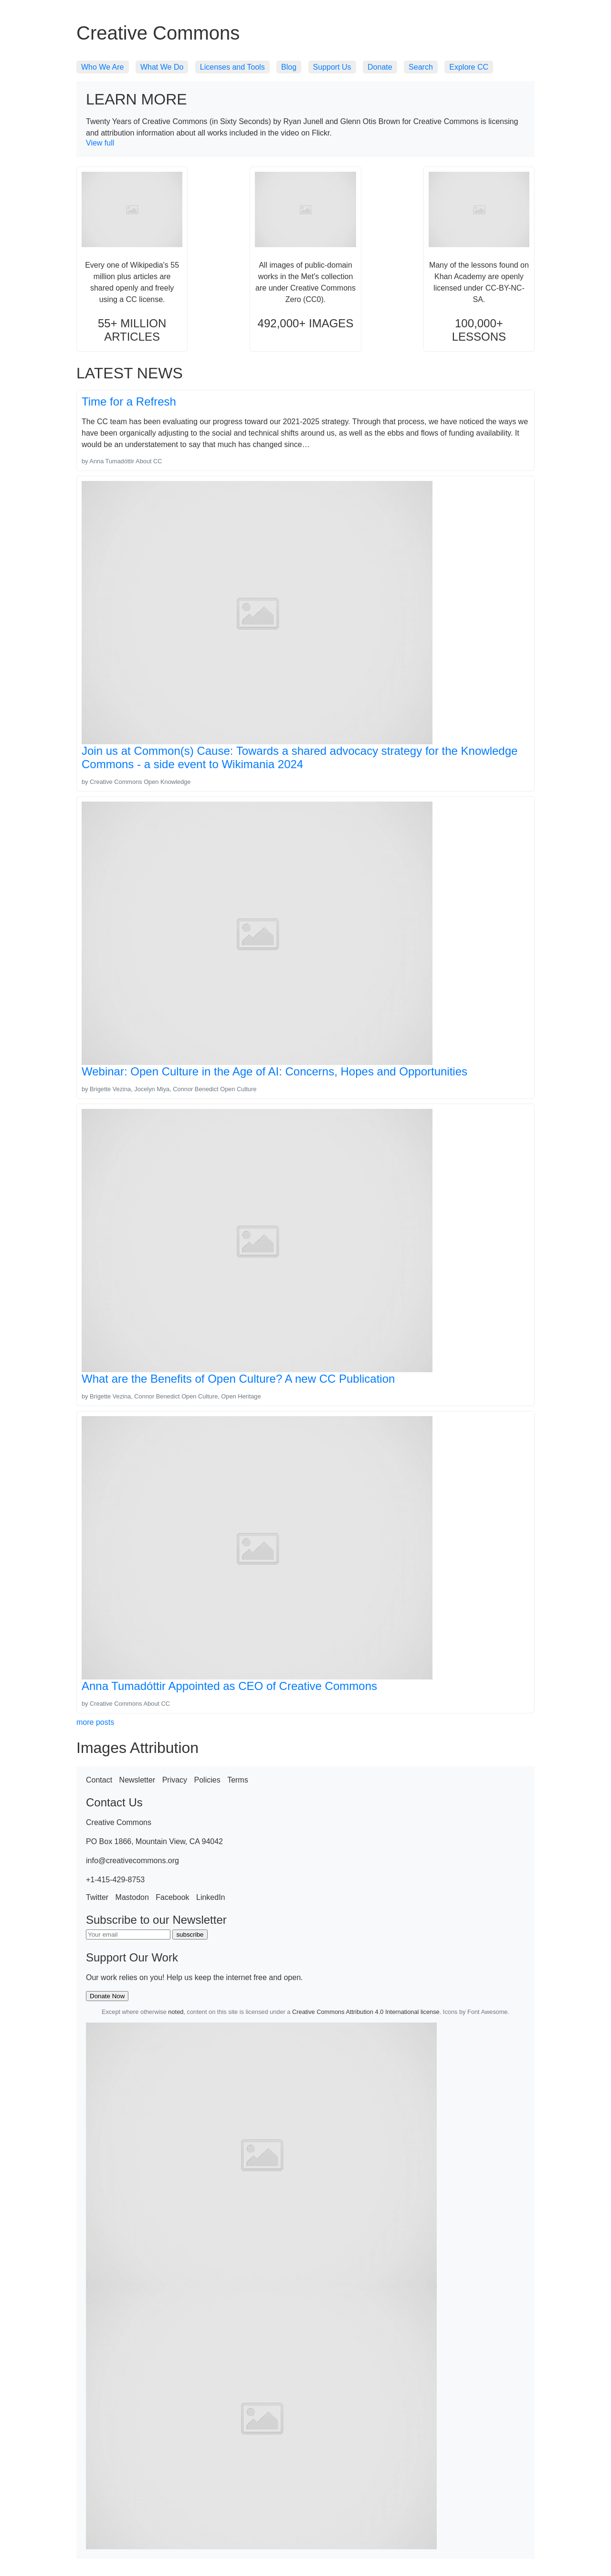 Creative Commons
Who We Are
What We Do
Licenses and Tools
Blog
Support Us
Donate
Search
Explore CC
LEARN MORE
Twenty Years of Creative Commons (in Sixty Seconds) by Ryan Junell and Glenn Otis Brown for Creative Commons is licensing
and attribution information about all works included in the video on Flickr.
View full
Every one of Wikipedia's 55
million plus articles are
shared openly and freely
using a CC license.
55+ MILLION
ARTICLES
All images of public-domain
works in the Met's collection
are under Creative Commons
Zero (CC0).
492,000+ IMAGES
Many of the lessons found on
Khan Academy are openly
licensed under CC-BY-NC-
SA.
100,000+
LESSONS
LATEST NEWS
Time for a Refresh
The CC team has been evaluating our progress toward our 2021-2025 strategy. Through that process, we have noticed the ways we
have been organically adjusting to the social and technical shifts around us, as well as the ebbs and flows of funding availability. It
would be an understatement to say that much has changed since…
by Anna Tumadóttir About CC
Join us at Common(s) Cause: Towards a shared advocacy strategy for the Knowledge
Commons - a side event to Wikimania 2024
by Creative Commons Open Knowledge
Webinar: Open Culture in the Age of AI: Concerns, Hopes and Opportunities
by Brigette Vezina, Jocelyn Miya, Connor Benedict Open Culture
What are the Benefits of Open Culture? A new CC Publication
by Brigette Vezina, Connor Benedict Open Culture, Open Heritage
Anna Tumadóttir Appointed as CEO of Creative Commons
by Creative Commons About CC
more posts
Images Attribution
Contact Newsletter Privacy Policies Terms
Contact Us
Creative Commons
PO Box 1866, Mountain View, CA 94042
info@creativecommons.org
+1-415-429-8753
Twitter Mastodon Facebook LinkedIn
Subscribe to our Newsletter
Your email subscribe
Support Our Work
Our work relies on you! Help us keep the internet free and open.
Donate Now
Except where otherwise noted, content on this site is licensed under a Creative Commons Attribution 4.0 International license. Icons by Font Awesome.